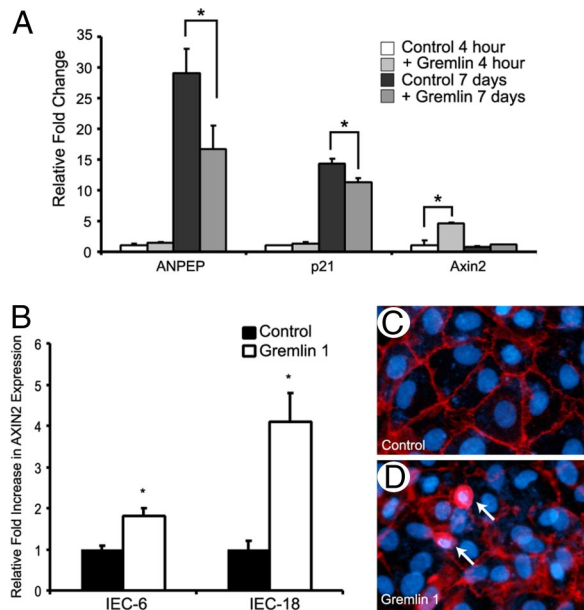 A
*
Control 4 hour
+ Gremlin 4 hour
Control 7 days
+ Gremlin 7 days
*
*
Relative Fold Change
35
30
25
20
15
10
5
0
ANPEP p21 Axin2
B
Control
Gremlin 1
*
*
Relative Fold Increase in AXIN2 Expression
6
5
4
3
2
1
0
IEC-6 IEC-18
C
Control
D
Gremlin 1